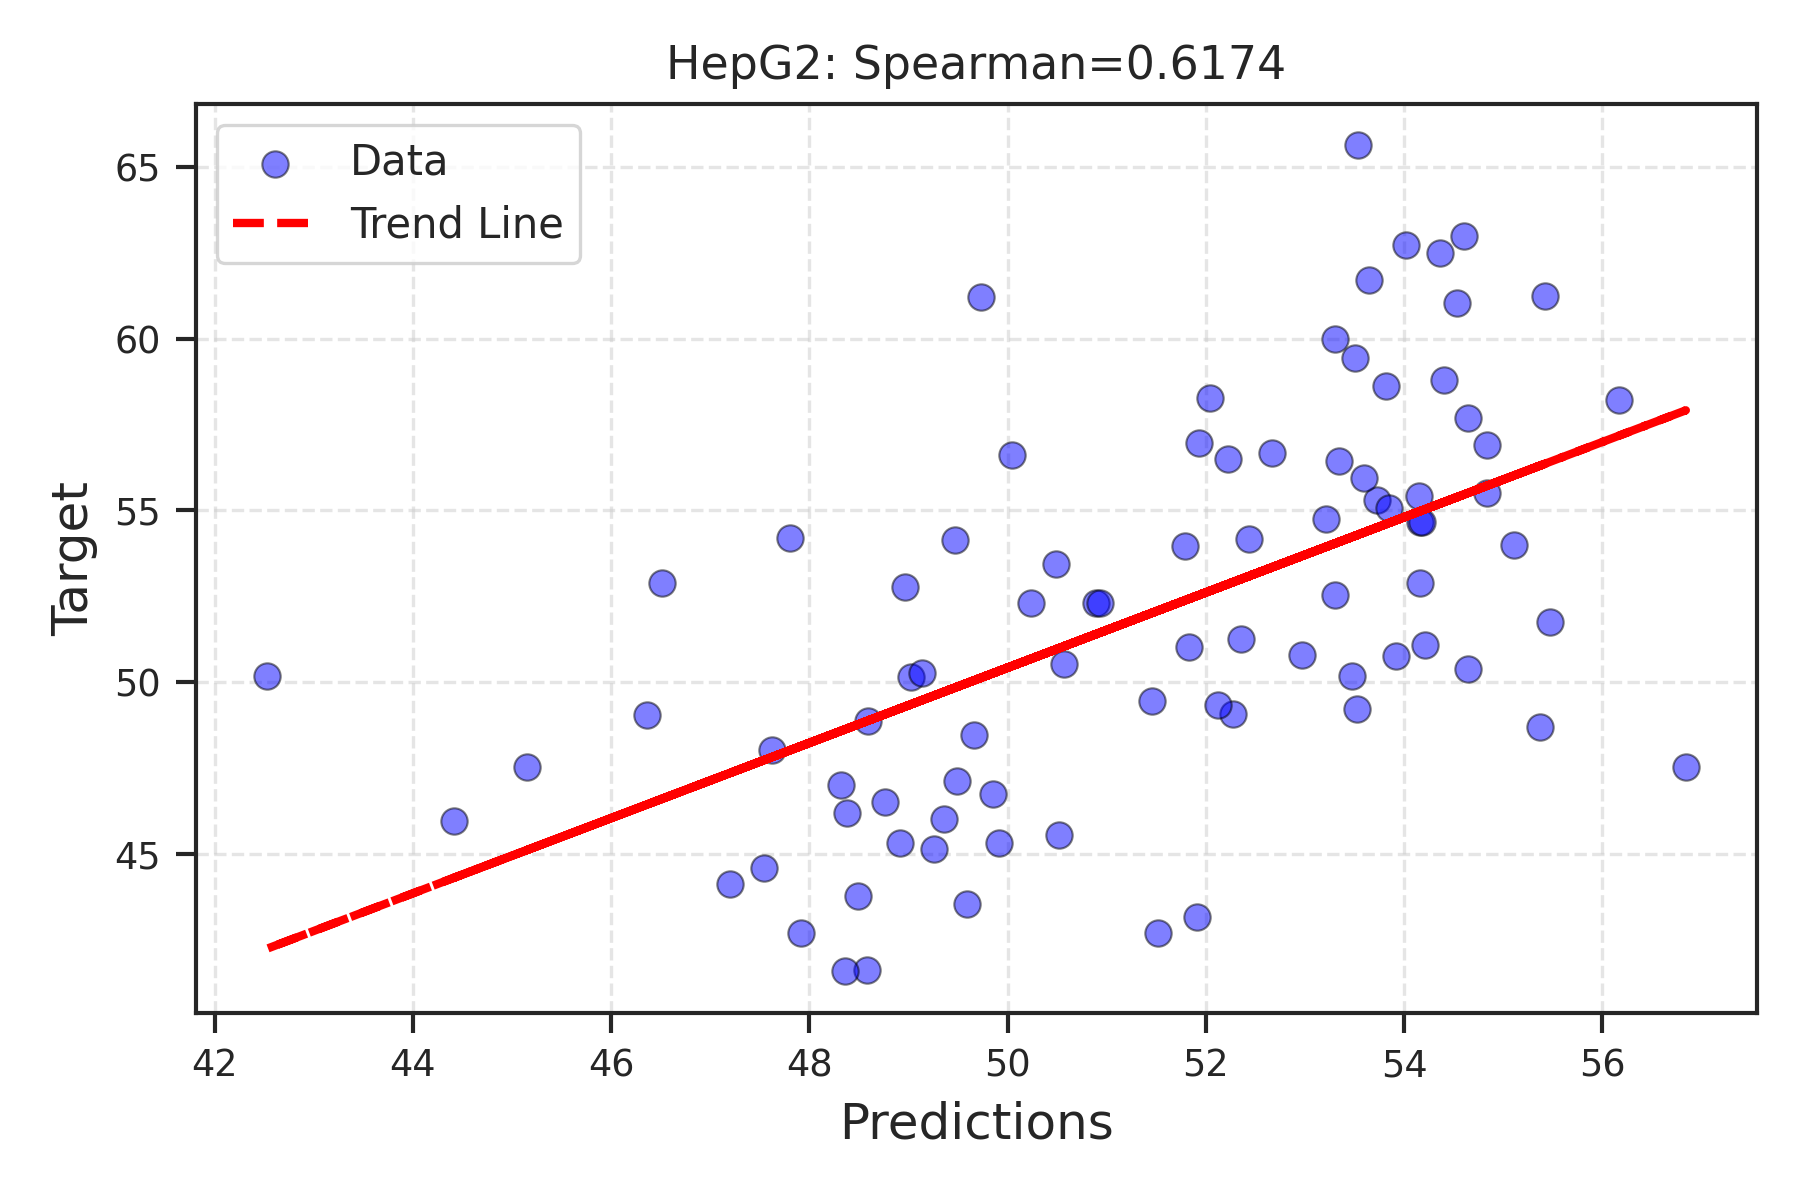 HepG2: Spearman=0.6174
Data
Trend Line
65
60
55
50
45
Target
42 44 46 48 50 52 54 56
Predictions